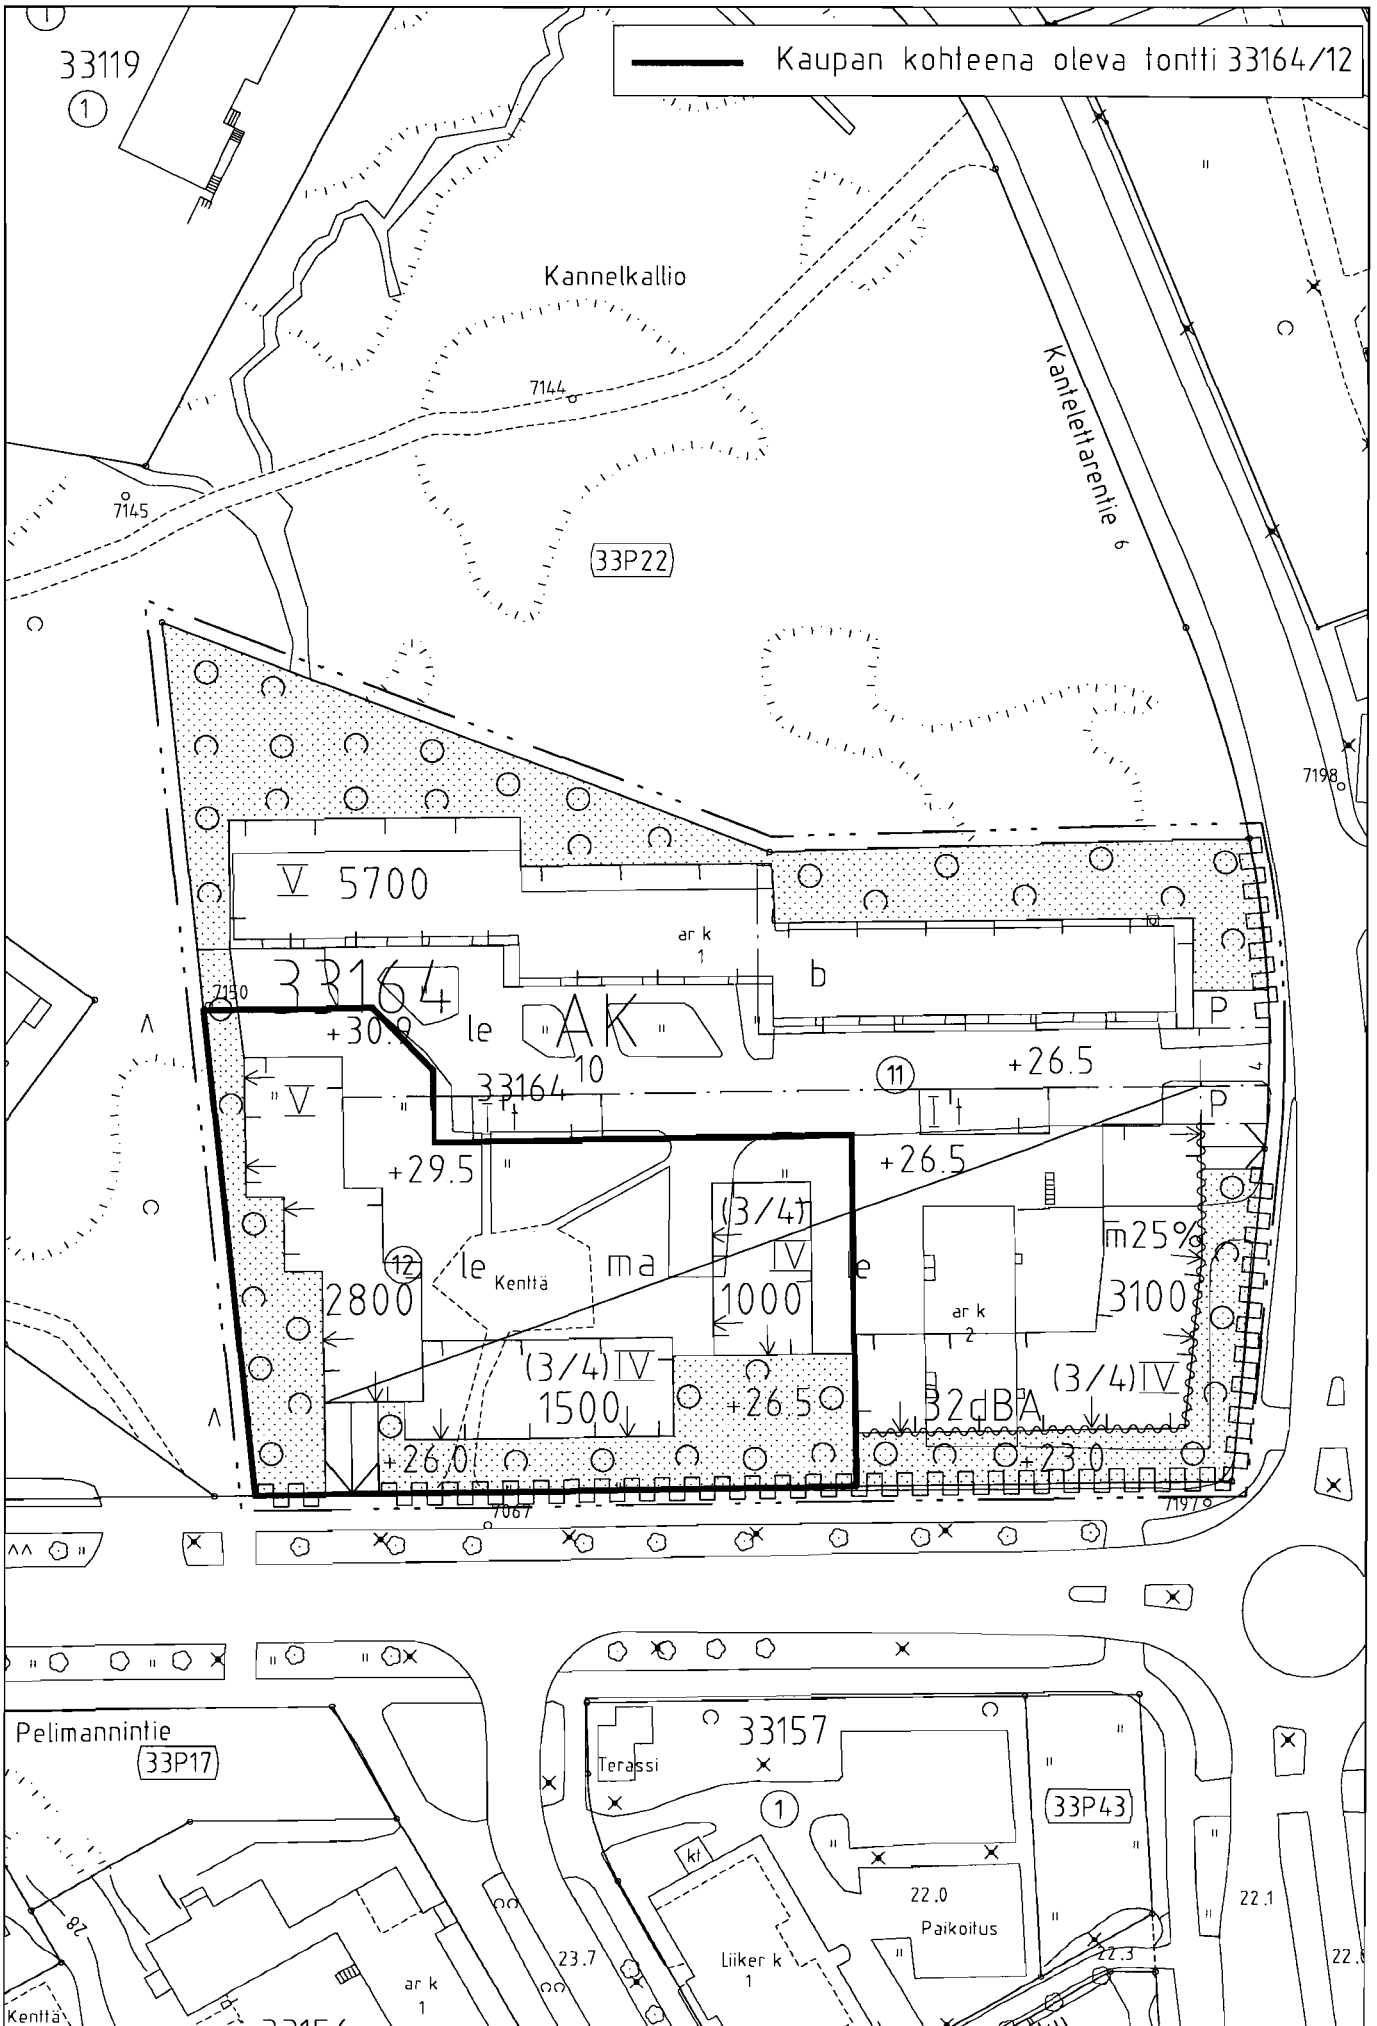 1
33119
1
Kaupan kohteena oleva tontti 33164/12
Kannelkallio
7144
Kantelettarentie 6
7145
33P22
7198
V 5700
ar k
1
b
33164
7150
+30.9
le
AK
10
P
11
+26.5
4
33164
I t
I t
P
V
+29.5
+26.5
(3/4)
IV
1000
m25%
3100
12
le
Kenttä
ma
le
2800
ar k
2
(3/4) IV
1500
+26.5
32dBA
(3/4) IV
+26.0
+23.0
7067
7197
Pelimannintie
33P17
33157
Terassi
1
33P43
kt
22.0
Paikoitus
22.1
28
23.7
Liiker k
1
22.3
ar k
1
Kenttä